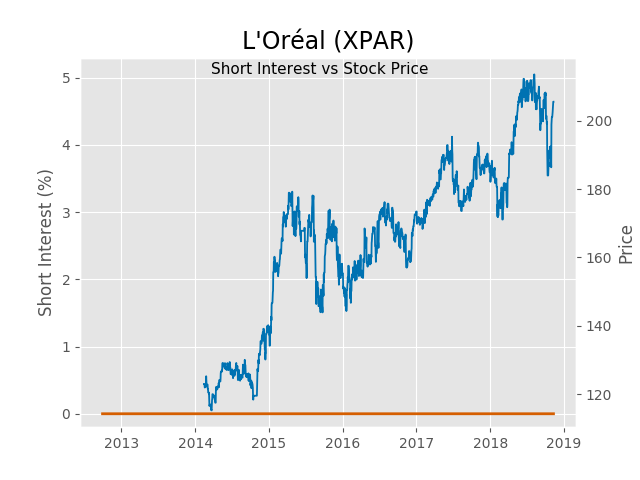 L'Oréal (XPAR)
Short Interest vs Stock Price
Short Interest (%)
5
4
3
2
1
0
200
180
160
140
120
Price
2013 2014 2015 2016 2017 2018 2019